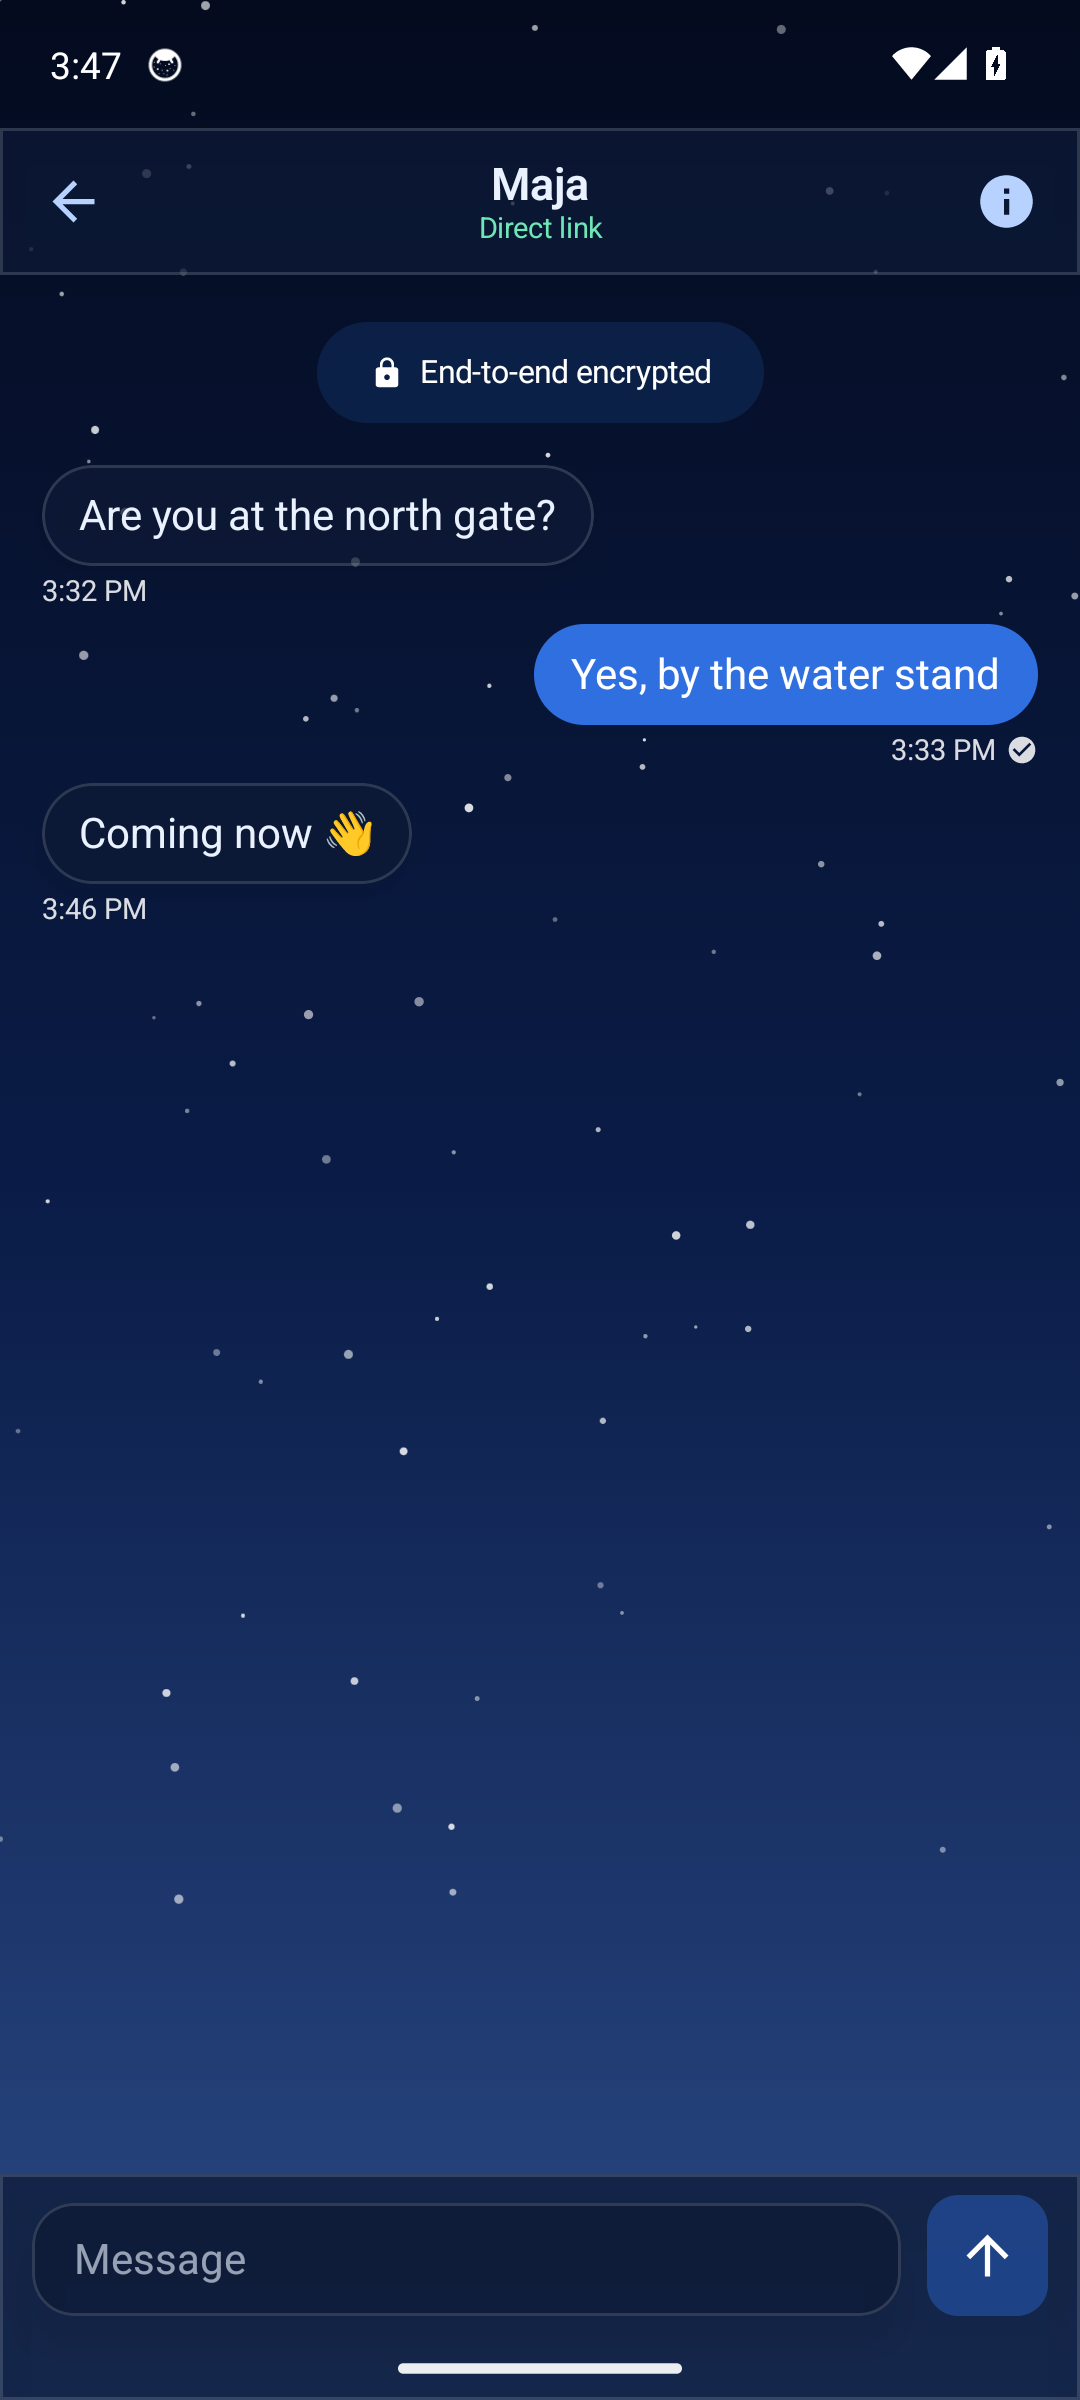 3:47
Maja
Direct link
End-to-end encrypted
Are you at the north gate?
3:32 PM
Yes, by the water stand
3:33 PM
Coming now 👋
3:46 PM
Message